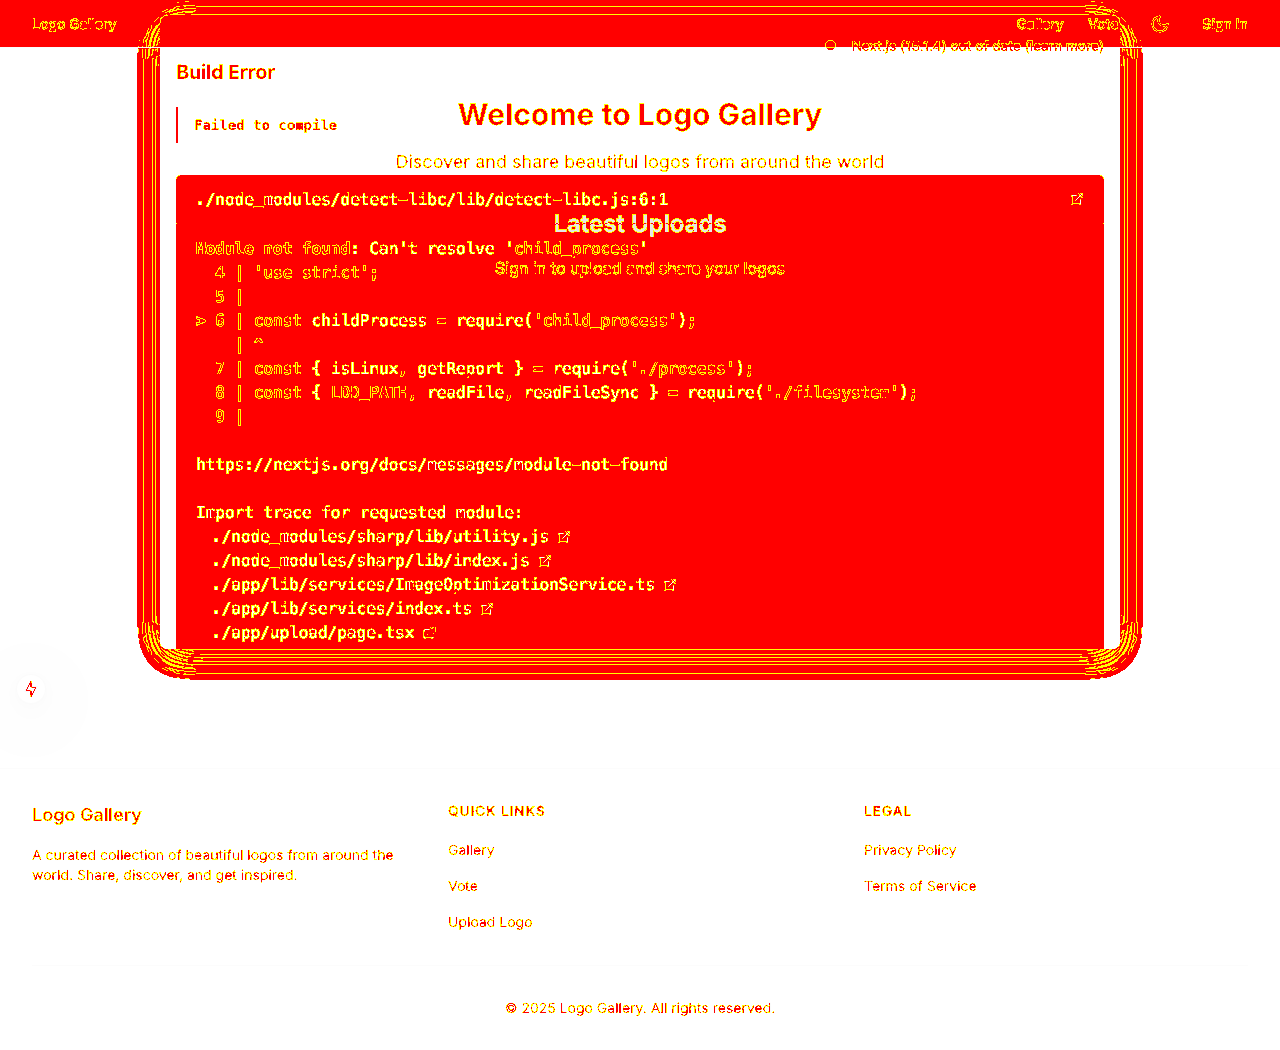 Logo Gallery
Gallery Vote Sign In
Next.js (15.1.4) out of date (learn more)
Build Error
Failed to compile
Welcome to Logo Gallery
Discover and share beautiful logos from around the world
./node_modules/detect-libc/lib/detect-libc.js:6:1
Latest Uploads
Module not found: Can't resolve 'child_process'
Sign in to upload and share your logos
4 | 'use strict';
5 |
> 6 | const childProcess = require('child_process');
| ^
7 | const { isLinux, getReport } = require('./process');
8 | const { LDD_PATH, readFile, readFileSync } = require('./filesystem');
9 |
https://nextjs.org/docs/messages/module-not-found
Import trace for requested module:
./node_modules/sharp/lib/utility.js
./node_modules/sharp/lib/index.js
./app/lib/services/ImageOptimizationService.ts
./app/lib/services/index.ts
./app/upload/page.tsx
Logo Gallery
A curated collection of beautiful logos from around the
world. Share, discover, and get inspired.
QUICK LINKS
Gallery
Vote
Upload Logo
LEGAL
Privacy Policy
Terms of Service
© 2025 Logo Gallery. All rights reserved.